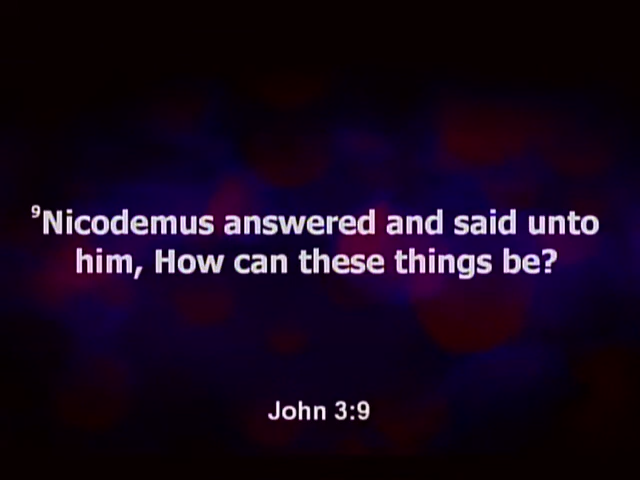 ⁹Nicodemus answered and said unto
him, How can these things be?
John 3:9